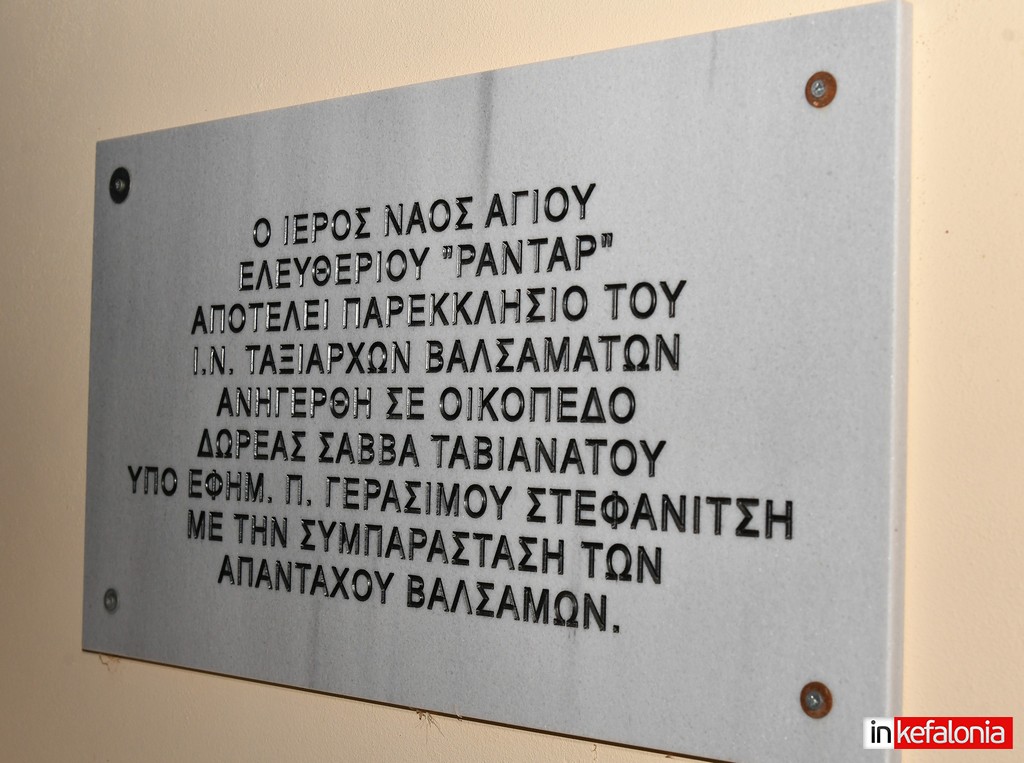 Ο ΙΕΡΟΣ ΝΑΟΣ ΑΓΙΟΥ
ΕΛΕΥΘΕΡΙΟΥ "ΡΑΝΤΑΡ"
ΑΠΟΤΕΛΕΙ ΠΑΡΕΚΚΛΗΣΙΟ ΤΟΥ
Ι.Ν. ΤΑΞΙΑΡΧΩΝ ΒΑΛΣΑΜΑΤΩΝ
ΑΝΗΓΕΡΘΗ ΣΕ ΟΙΚΟΠΕΔΟ
ΔΩΡΕΑΣ ΣΑΒΒΑ ΤΑΒΙΑΝΑΤΟΥ
ΥΠΟ ΕΦΗΜ. Π. ΓΕΡΑΣΙΜΟΥ ΣΤΕΦΑΝΙΤΣΗ
ΜΕ ΤΗΝ ΣΥΜΠΑΡΑΣΤΑΣΗ ΤΩΝ
ΑΠΑΝΤΑΧΟΥ ΒΑΛΣΑΜΩΝ.
inkefalonia